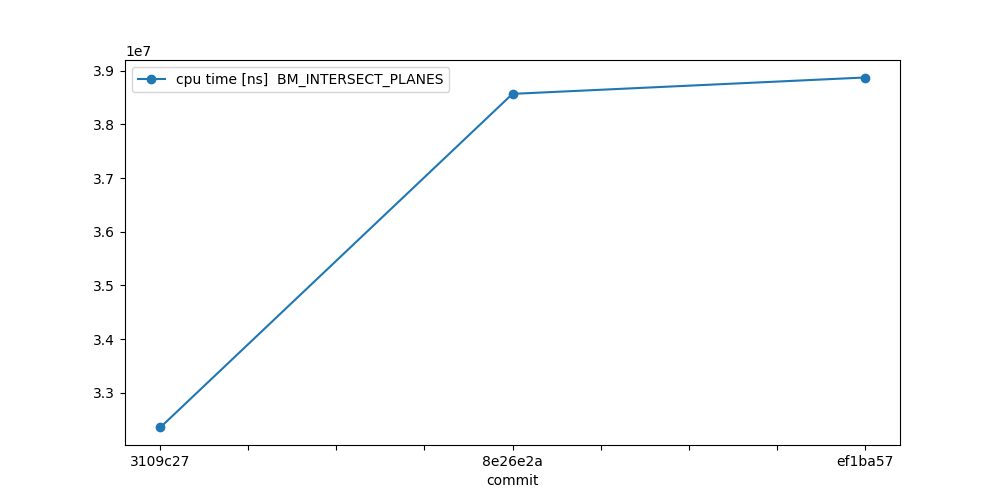 1e7
cpu time [ns]  BM_INTERSECT_PLANES
3.9
3.8
3.7
3.6
3.5
3.4
3.3
3109c27 8e26e2a ef1ba57
commit